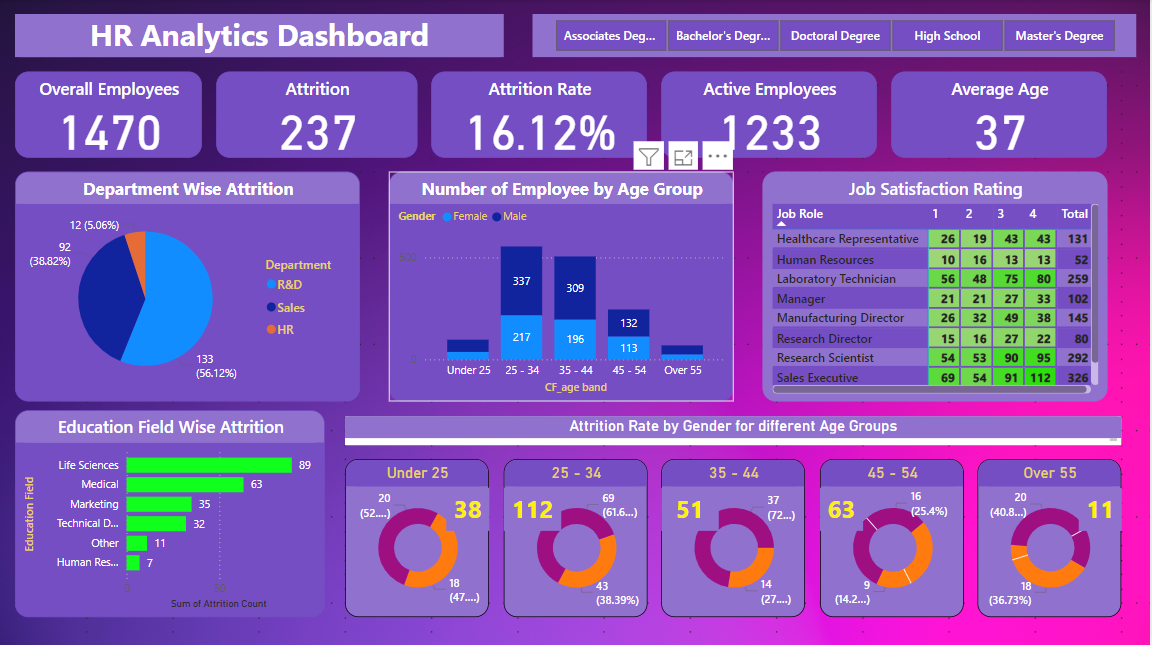 HR Analytics Dashboard
Associates Deg... Bachelor's Degr... Doctoral Degree High School Master's Degree
Overall Employees
1470
Attrition
237
Attrition Rate
16.12%
Active Employees
1233
Average Age
37
Department Wise Attrition
12 (5.06%)
92
(38.82%)
133
(56.12%)
Department
R&D
Sales
HR
Number of Employee by Age Group
Gender Female Male
500
0
337 309 132
217 196 113
Under 25 25 - 34 35 - 44 45 - 54 Over 55
CF_age band
Job Satisfaction Rating
Job Role 1 2 3 4 Total
Healthcare Representative 26 19 43 43 131
Human Resources 10 16 13 13 52
Laboratory Technician 56 48 75 80 259
Manager 21 21 27 33 102
Manufacturing Director 26 32 49 38 145
Research Director 15 16 27 22 80
Research Scientist 54 53 90 95 292
Sales Executive 69 54 91 112 326
Education Field Wise Attrition
Education Field
Life Sciences 89
Medical 63
Marketing 35
Technical D... 32
Other 11
Human Res... 7
0 50
Sum of Attrition Count
Attrition Rate by Gender for different Age Groups
Under 25
20
(52....)
38
18
(47....)
25 - 34
112
69
(61.6...)
43
(38.39%)
35 - 44
51
37
(72...)
14
(27....)
45 - 54
63
16
(25.4%)
9
(14.2...)
Over 55
20
(40.8...)
11
18
(36.73%)